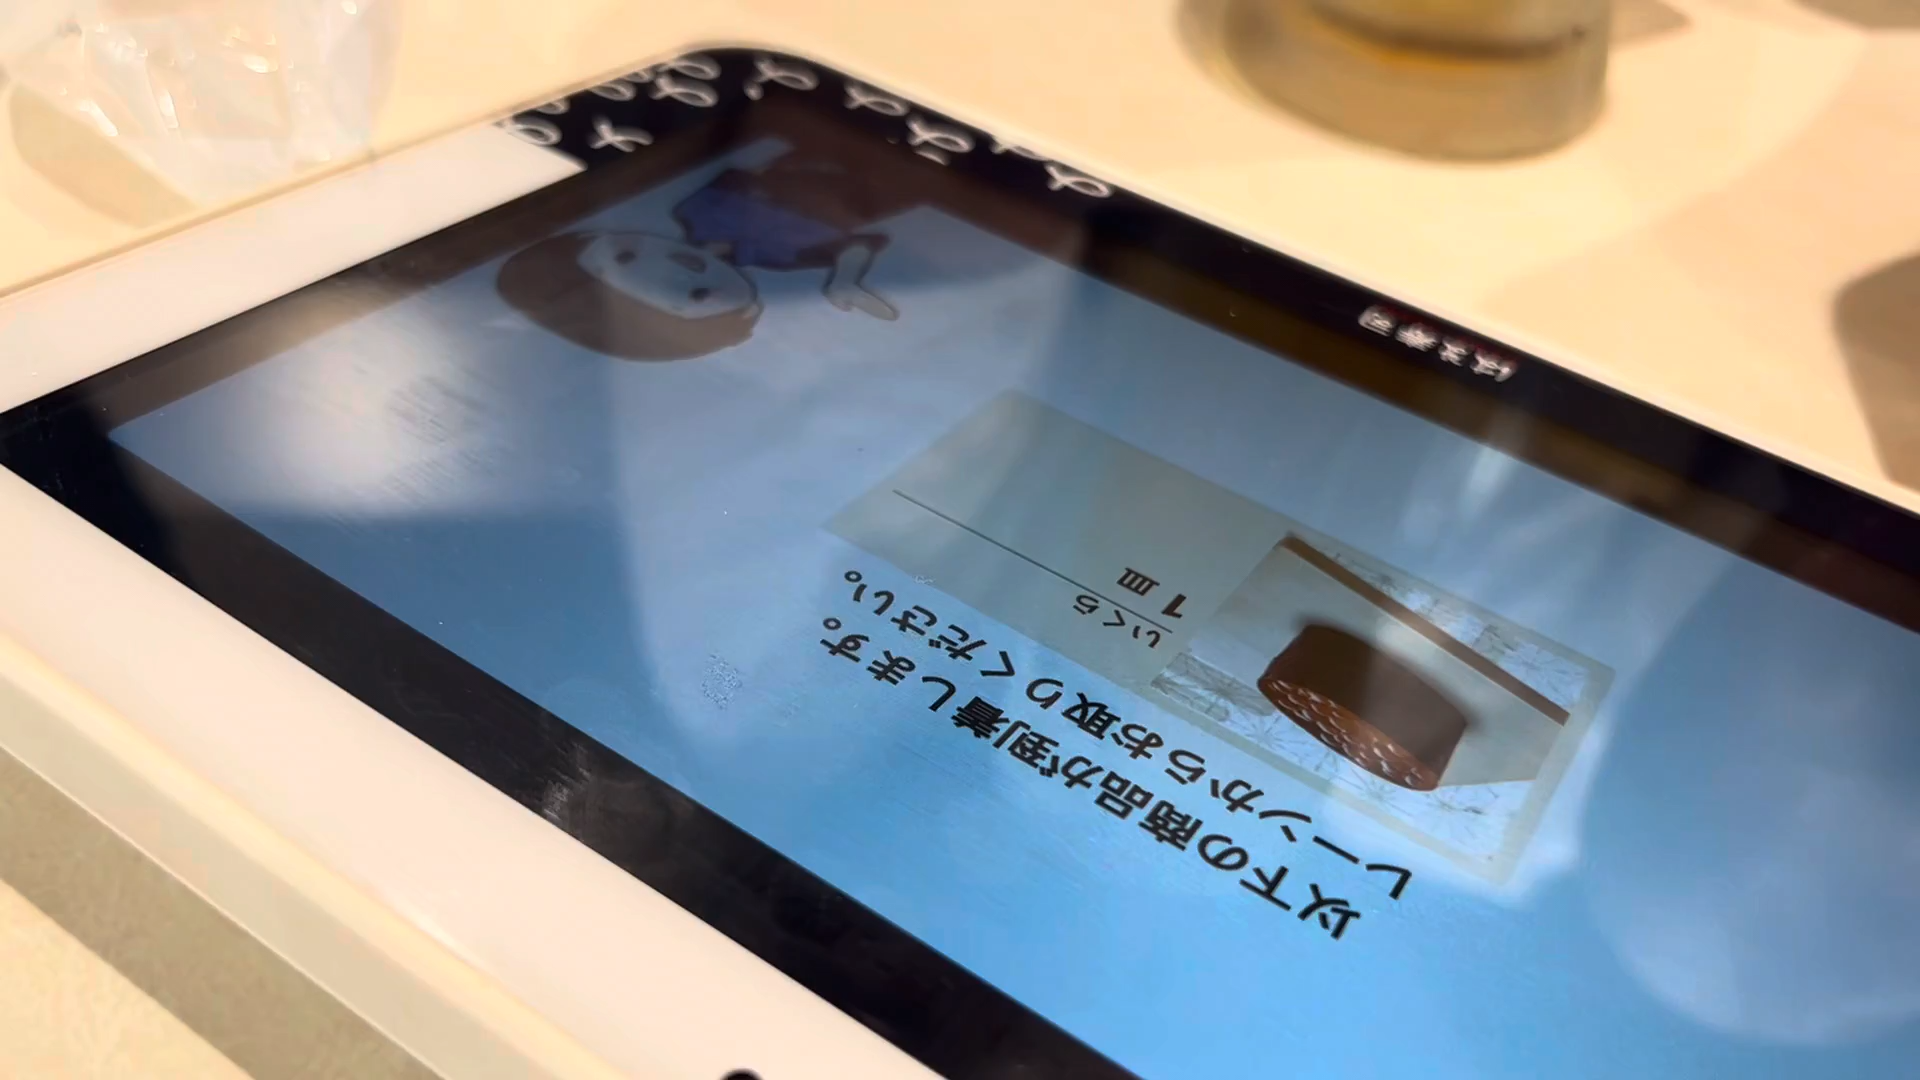 以下の商品が到着します。
レーンからお取りください。
いくら
1皿
はま寿司